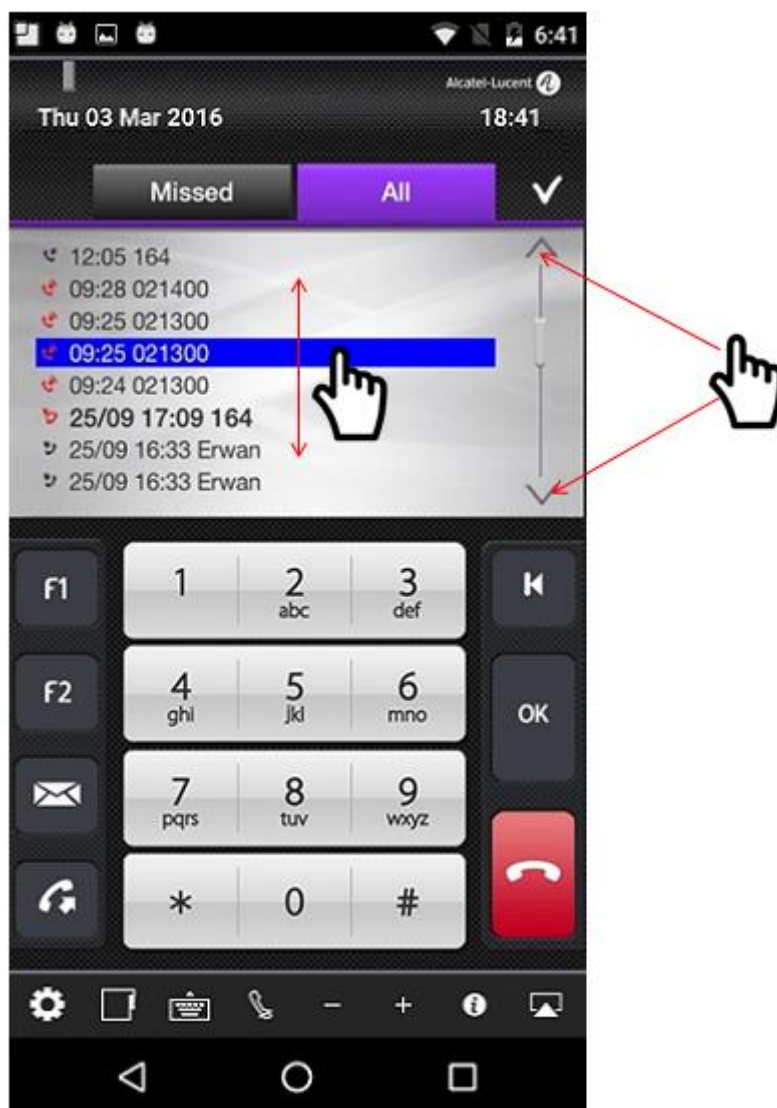 6:41
Alcatel-Lucent
Thu 03 Mar 2016 18:41
Missed All
12:05 164
09:28 021400
09:25 021300
09:25 021300
09:24 021300
25/09 17:09 164
25/09 16:33 Erwan
25/09 16:33 Erwan
F1 1 2 3
abc def
F2 4 5 6 OK
ghi jkl mno
7 8 9
pqrs tuv wxyz
* 0 #
- + i